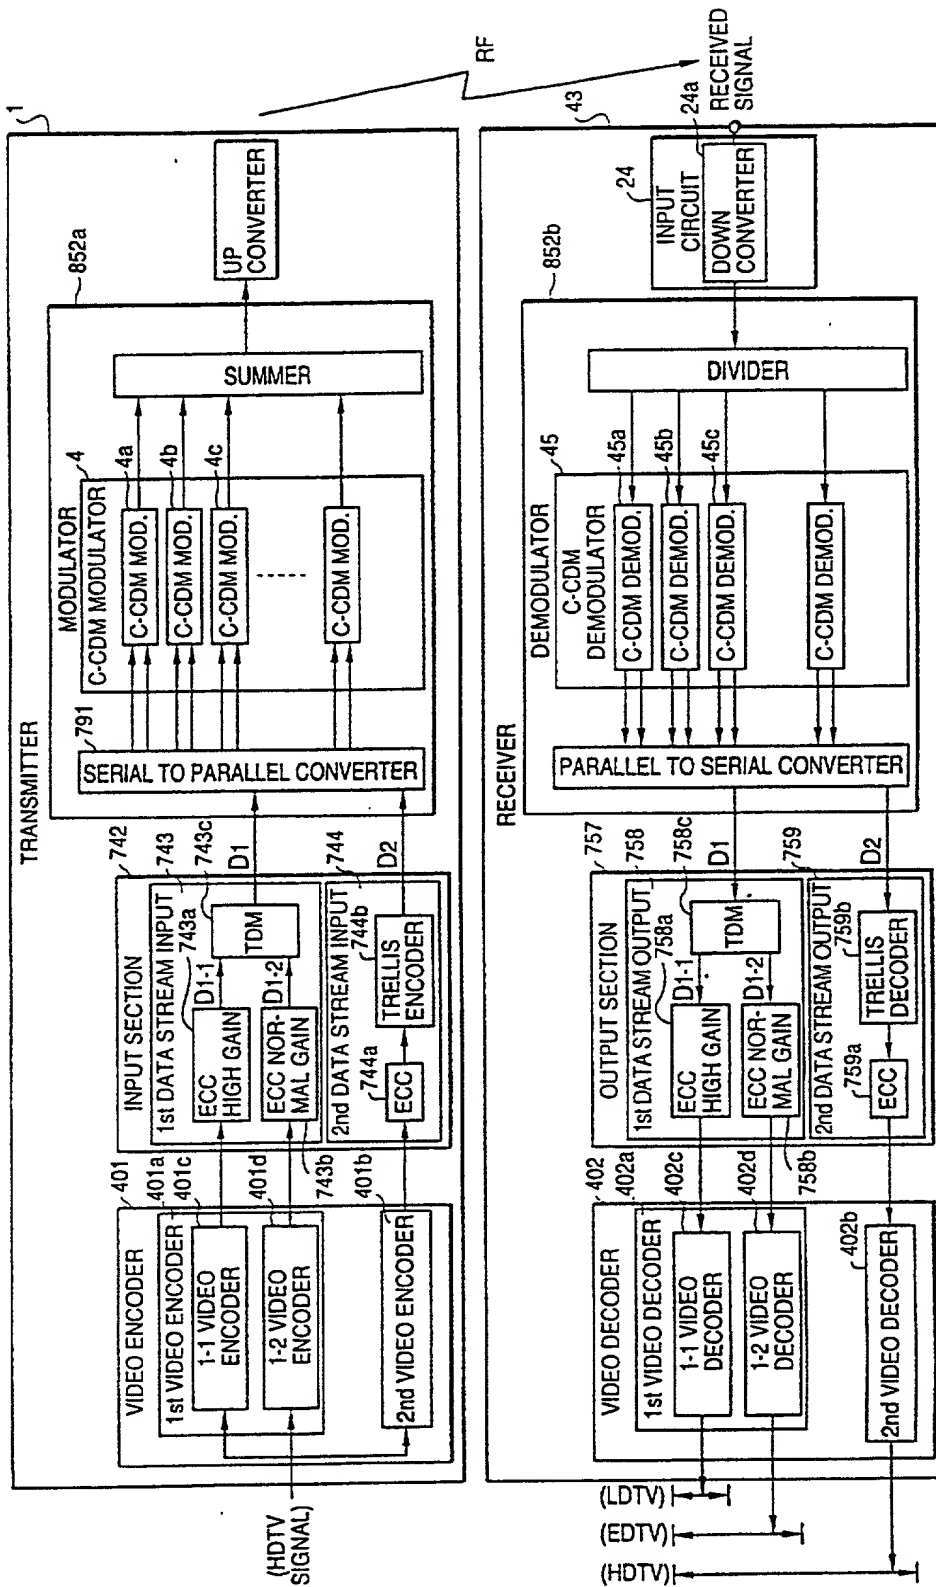 TRANSMITTER
1
VIDEO ENCODER
401
1st VIDEO ENCODER
401a
401c
1-1 VIDEO
ENCODER
401d
1-2 VIDEO
ENCODER
401b
2nd VIDEO ENCODER
(HDTV
SIGNAL)
INPUT SECTION
742
1st DATA STREAM INPUT
743
743a
743c
ECC
HIGH GAIN
D1-1
TDM
D1-2
ECC NOR-
MAL GAIN
743b
D1
2nd DATA STREAM INPUT
744
744a
744b
ECC
TRELLIS
ENCODER
D2
MODULATOR
852a
791
SERIAL TO PARALLEL CONVERTER
C-CDM MODULATOR
4
4a
C-CDM MOD.
4b
C-CDM MOD.
4c
C-CDM MOD.
C-CDM MOD.
SUMMER
UP
CONVERTER
RF
RECEIVED
SIGNAL
RECEIVER
43
INPUT
CIRCUIT
24
24a
DOWN
CONVERTER
DEMODULATOR
852b
DIVIDER
C-CDM
DEMODULATOR
45
45a
C-CDM DEMOD.
45b
C-CDM DEMOD.
45c
C-CDM DEMOD.
C-CDM DEMOD.
PARALLEL TO SERIAL CONVERTER
OUTPUT SECTION
757
1st DATA STREAM OUTPUT
758
758a
758c
D1
TDM
D1-1
ECC
HIGH GAIN
D1-2
ECC NOR-
MAL GAIN
758b
2nd DATA STREAM OUTPUT
759
759a
759b
D2
TRELLIS
DECODER
ECC
VIDEO DECODER
402
1st VIDEO DECODER
402a
402c
1-1 VIDEO
DECODER
402d
1-2 VIDEO
DECODER
402b
2nd VIDEO DECODER
(LDTV)
(EDTV)
(HDTV)